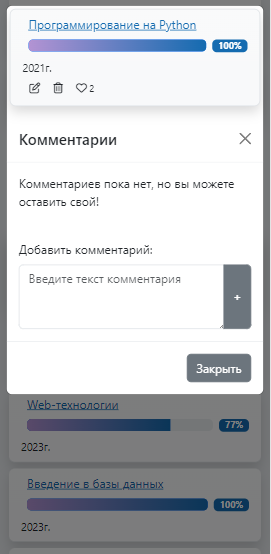 Программирование на Python
100%
2021г.
2
Комментарии
Комментариев пока нет, но вы можете
оставить свой!
Добавить комментарий:
Введите текст комментария
+
Закрыть
Web-технологии
77%
2023г.
Введение в базы данных
100%
2023г.